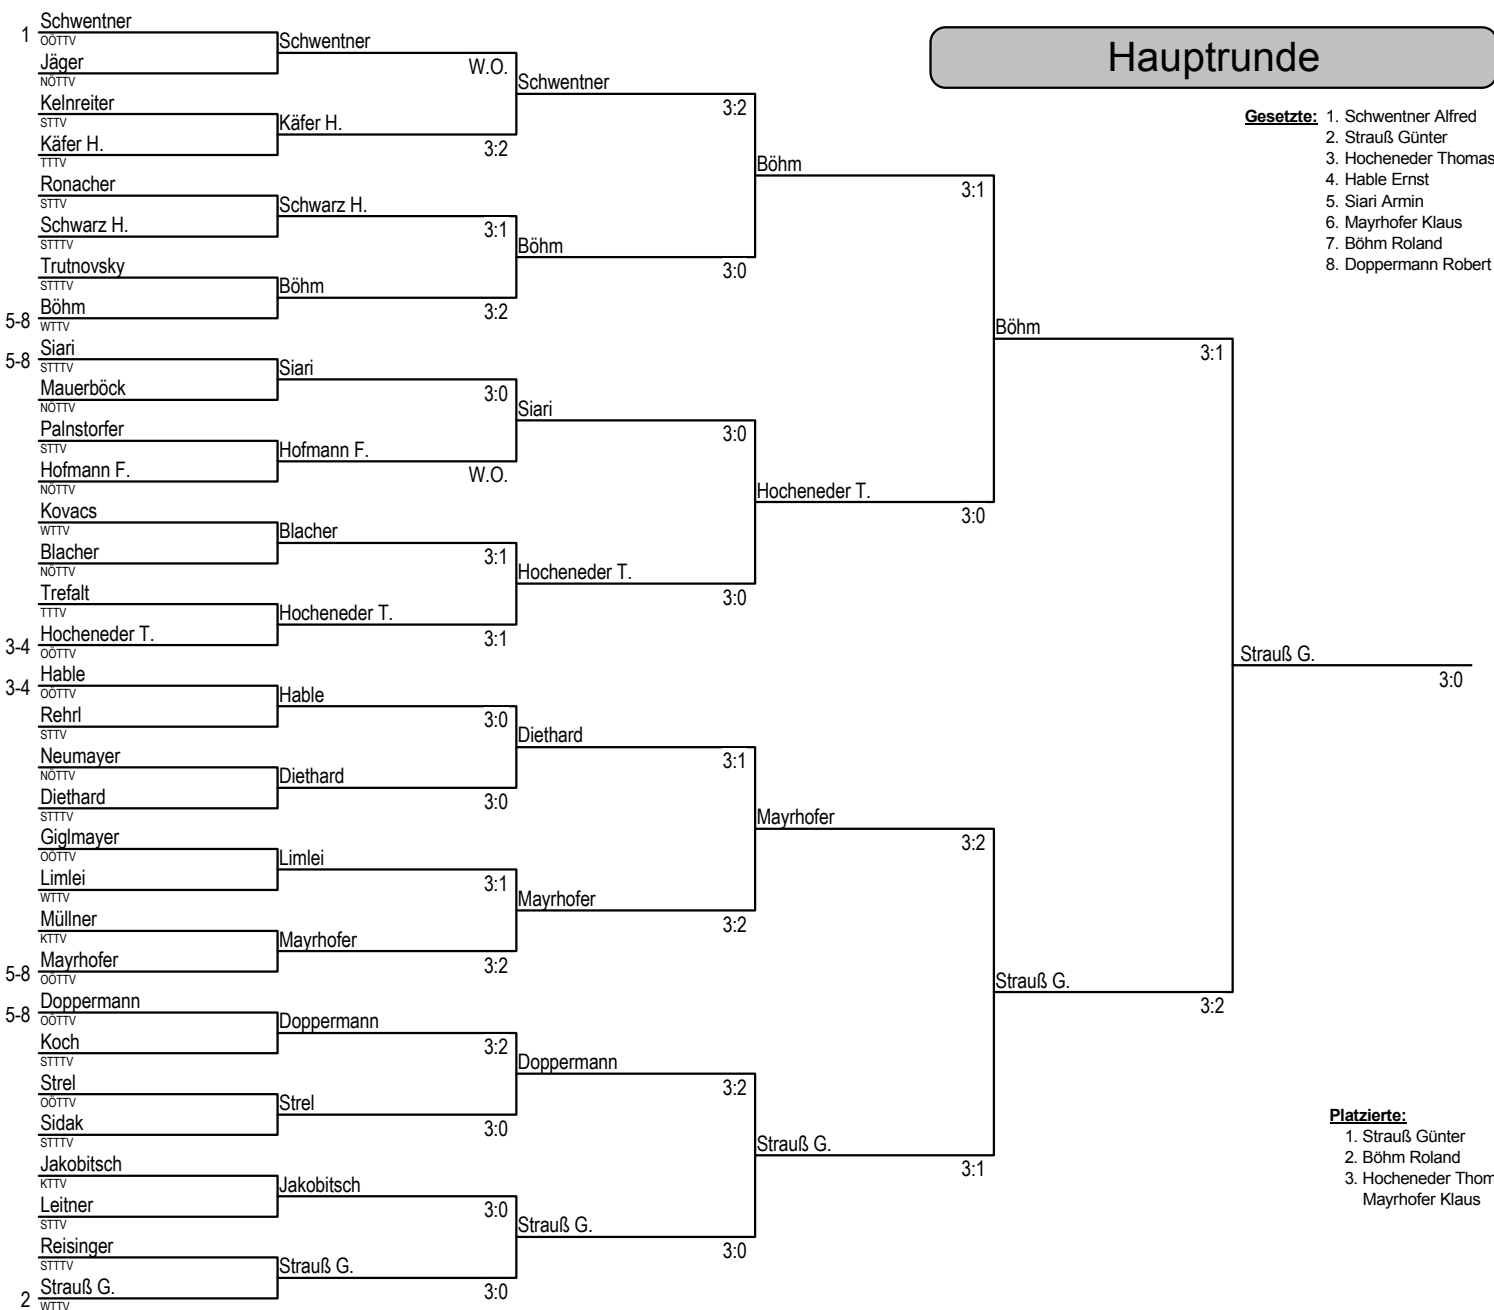 Hauptrunde
Gesetzte: 1. Schwentner Alfred
2. Strauß Günter
3. Hocheneder Thomas
4. Hable Ernst
5. Siari Armin
6. Mayrhofer Klaus
7. Böhm Roland
8. Doppermann Robert
1 Schwentner
OÖTTV
Jäger
NÖTTV
Kelnreiter
STTV
Käfer H.
TTTV
Ronacher
STTV
Schwarz H.
STTTV
Trutnovsky
STTTV
5-8 Böhm
WTTV
5-8 Siari
STTTV
Mauerböck
NÖTTV
Palnstorfer
STTV
Hofmann F.
NÖTTV
Kovacs
WTTV
Blacher
NÖTTV
Trefalt
TTTV
3-4 Hocheneder T.
OÖTTV
3-4 Hable
OÖTTV
Rehrl
STTV
Neumayer
NÖTTV
Diethard
STTTV
Giglmayer
OÖTTV
Limlei
WTTV
Müllner
KTTV
5-8 Mayrhofer
OÖTTV
5-8 Doppermann
OÖTTV
Koch
STTTV
Strel
OÖTTV
Sidak
STTTV
Jakobitsch
KTTV
Leitner
STTV
Reisinger
STTTV
2 Strauß G.
WTTV
Schwentner
W.O.
Käfer H.
3:2
Schwarz H.
3:1
Böhm
3:2
Siari
3:0
Hofmann F.
W.O.
Blacher
3:1
Hocheneder T.
3:1
Hable
3:0
Diethard
3:0
Limlei
3:1
Mayrhofer
3:2
Doppermann
3:2
Strel
3:0
Jakobitsch
3:0
Strauß G.
3:0
Schwentner
3:2
Böhm
3:0
Siari
3:0
Hocheneder T.
3:0
Diethard
3:1
Mayrhofer
3:2
Doppermann
3:2
Strauß G.
3:0
Böhm
3:1
Hocheneder T.
3:0
Mayrhofer
3:2
Strauß G.
3:1
Böhm
3:1
Strauß G.
3:2
Strauß G.
3:0
Platzierte:
1. Strauß Günter
2. Böhm Roland
3. Hocheneder Thom
Mayrhofer Klaus